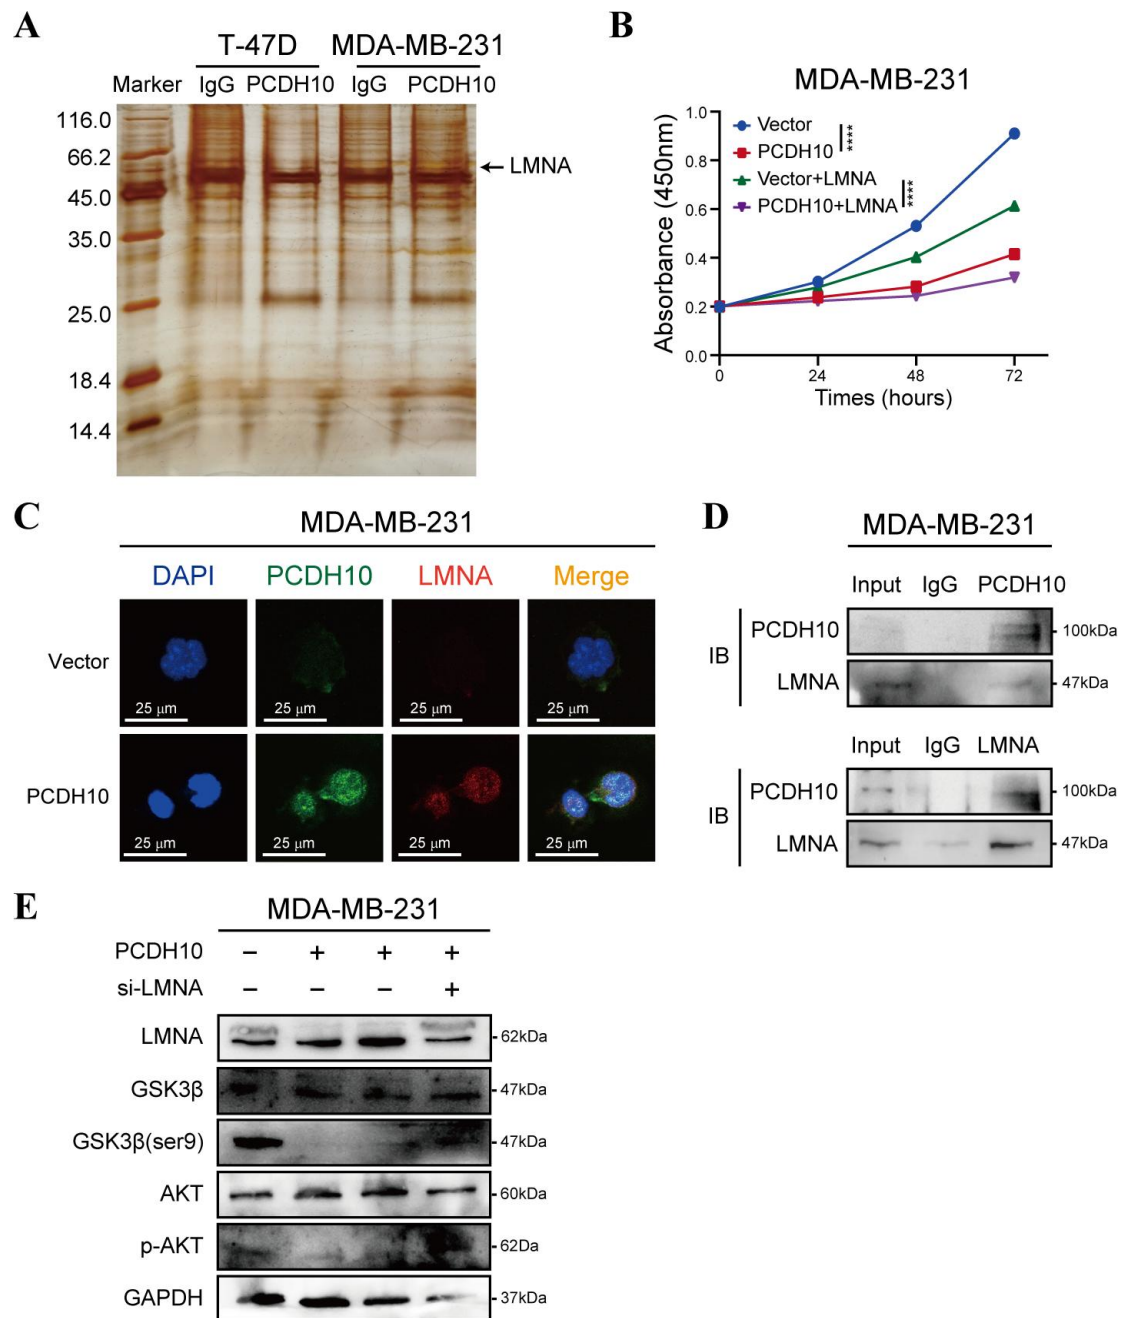 A
T-47D MDA-MB-231
Marker IgG PCDH10 IgG PCDH10
116.0
66.2
LMNA
45.0
35.0
25.0
18.4
14.4
B
MDA-MB-231
Absorbance (450nm)
1.0
0.8
0.6
0.4
0.2
0.0
Vector
PCDH10
Vector+LMNA
PCDH10+LMNA
****
****
0 24 48 72
Times (hours)
C
MDA-MB-231
DAPI PCDH10 LMNA Merge
Vector
25 μm 25 μm 25 μm 25 μm
PCDH10
25 μm 25 μm 25 μm 25 μm
D
MDA-MB-231
Input IgG PCDH10
IB
PCDH10 100kDa
LMNA 47kDa
Input IgG LMNA
IB
PCDH10 100kDa
LMNA 47kDa
E
MDA-MB-231
PCDH10 − + + +
si-LMNA − − − +
LMNA 62kDa
GSK3β 47kDa
GSK3β(ser9) 47kDa
AKT 60kDa
p-AKT 62Da
GAPDH 37kDa